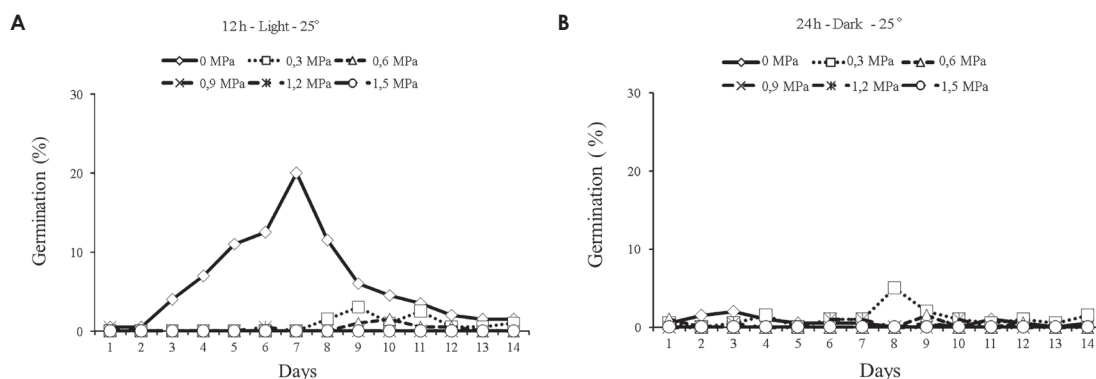 A
12h - Light - 25°
0 MPa 0,3 MPa 0,6 MPa
0,9 MPa 1,2 MPa 1,5 MPa
Germination (%)
30
20
10
0
1 2 3 4 5 6 7 8 9 10 11 12 13 14
Days
B
24h - Dark - 25°
0 MPa 0,3 MPa 0,6 MPa
0,9 MPa 1,2 MPa 1,5 MPa
Germination ( %)
30
20
10
0
1 2 3 4 5 6 7 8 9 10 11 12 13 14
Days